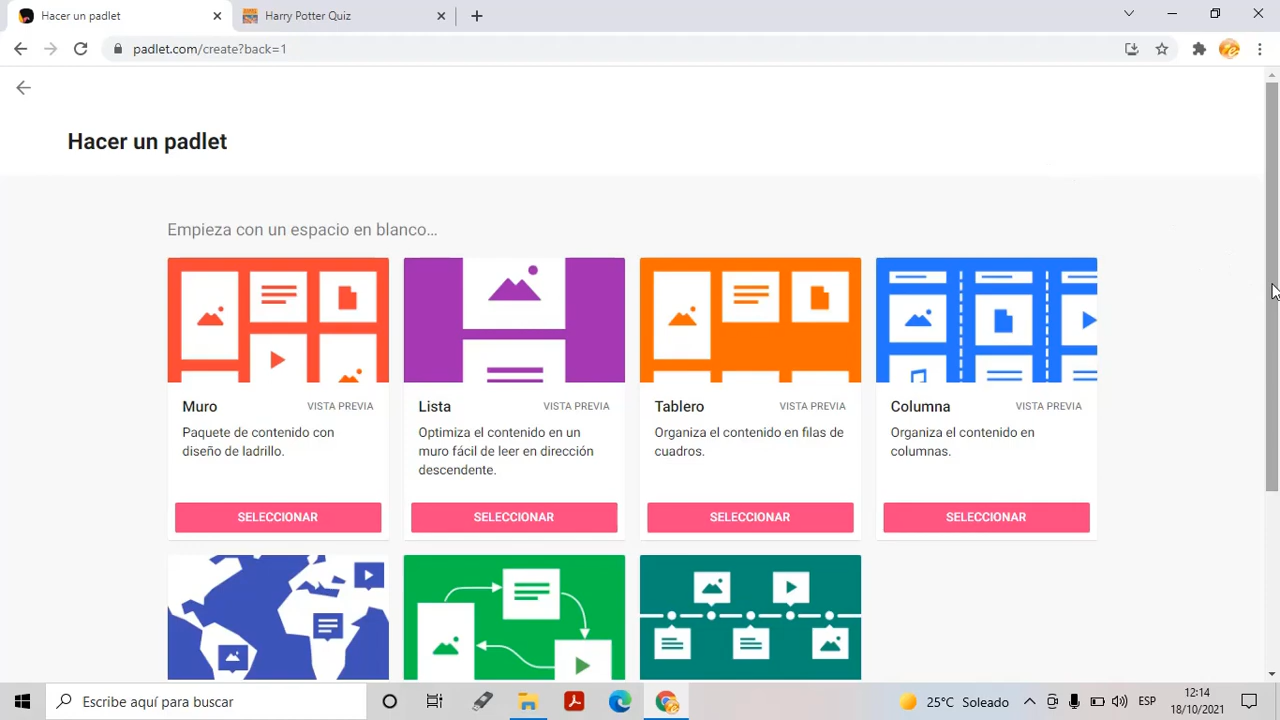 Hacer un padlet
Harry Potter Quiz
padlet.com/create?back=1
Hacer un padlet
Empieza con un espacio en blanco...
Muro
VISTA PREVIA
Paquete de contenido con
diseño de ladrillo.
SELECCIONAR
Lista
VISTA PREVIA
Optimiza el contenido en un
muro fácil de leer en dirección
descendente.
SELECCIONAR
Tablero
VISTA PREVIA
Organiza el contenido en filas de
cuadros.
SELECCIONAR
Columna
VISTA PREVIA
Organiza el contenido en
columnas.
SELECCIONAR
Escribe aquí para buscar
25°C Soleado
ESP
12:14
18/10/2021